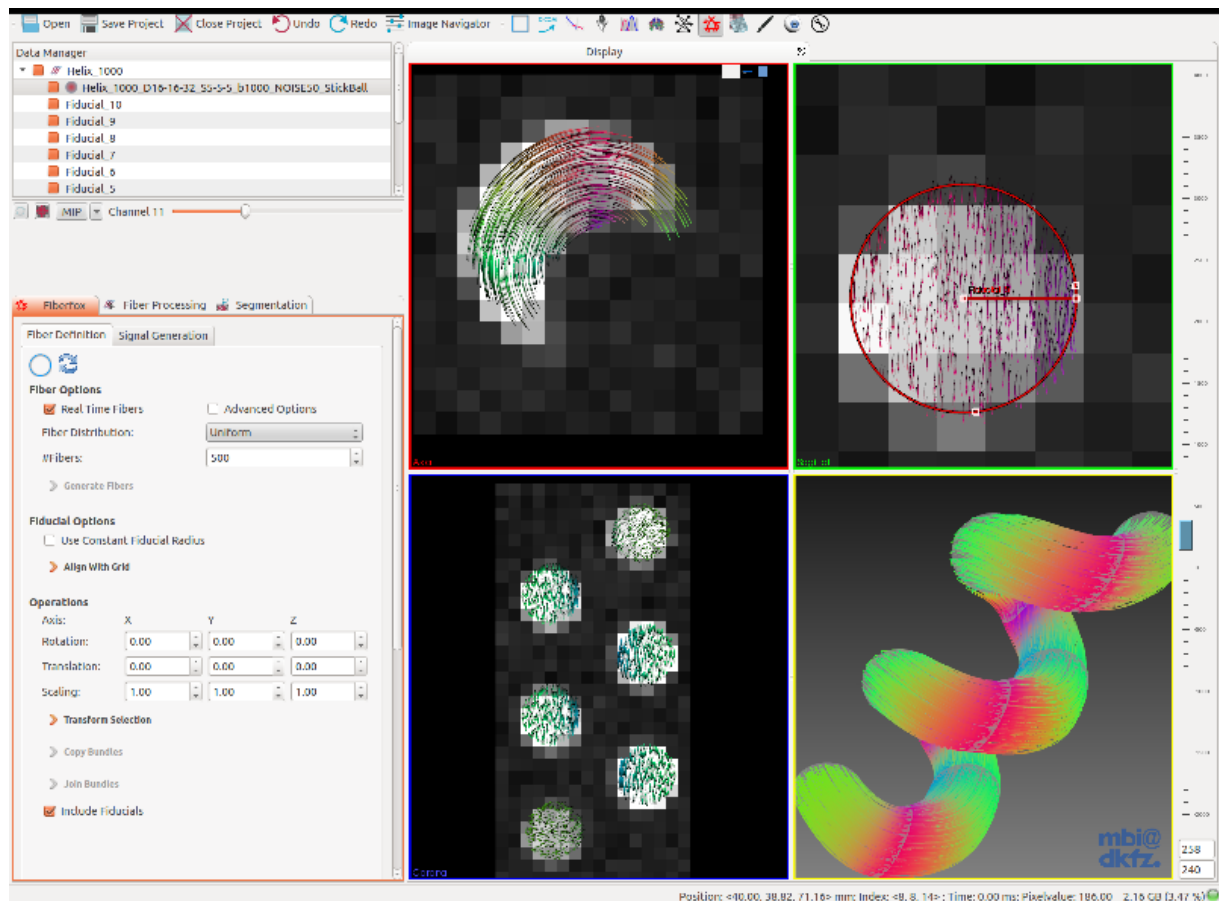 Open Save Project Close Project Undo Redo Image Navigator
Data Manager
Display
Helix_1000
Helix_1000_D16-16-32_S5-5-5_b1000_NOISE50_StickBall
Fiducial_10
Fiducial_9
Fiducial_8
Fiducial_7
Fiducial_6
Fiducial_5
MIP Channel 11
Fiberfox Fiber Processing Segmentation
Fiber Definition Signal Generation
Fiber Options
Real Time Fibers Advanced Options
Fiber Distribution: Uniform
#Fibers: 500
Generate Fibers
Fiducial Options
Use Constant Fiducial Radius
Align With Grid
Operations
Axis: X Y Z
Rotation: 0.00 0.00 0.00
Translation: 0.00 0.00 0.00
Scaling: 1.00 1.00 1.00
Transform Selection
Copy Bundles
Join Bundles
Include Fiducials
Axial
Sagittal
Coronal
mbi@
dkfz.
258
240
Position: <40.00, 38.82, 71.16> mm; Index: <8, 8, 14> ; Time: 0.00 ms; Pixelvalue: 186.00 2.16 GB (3.47 %)